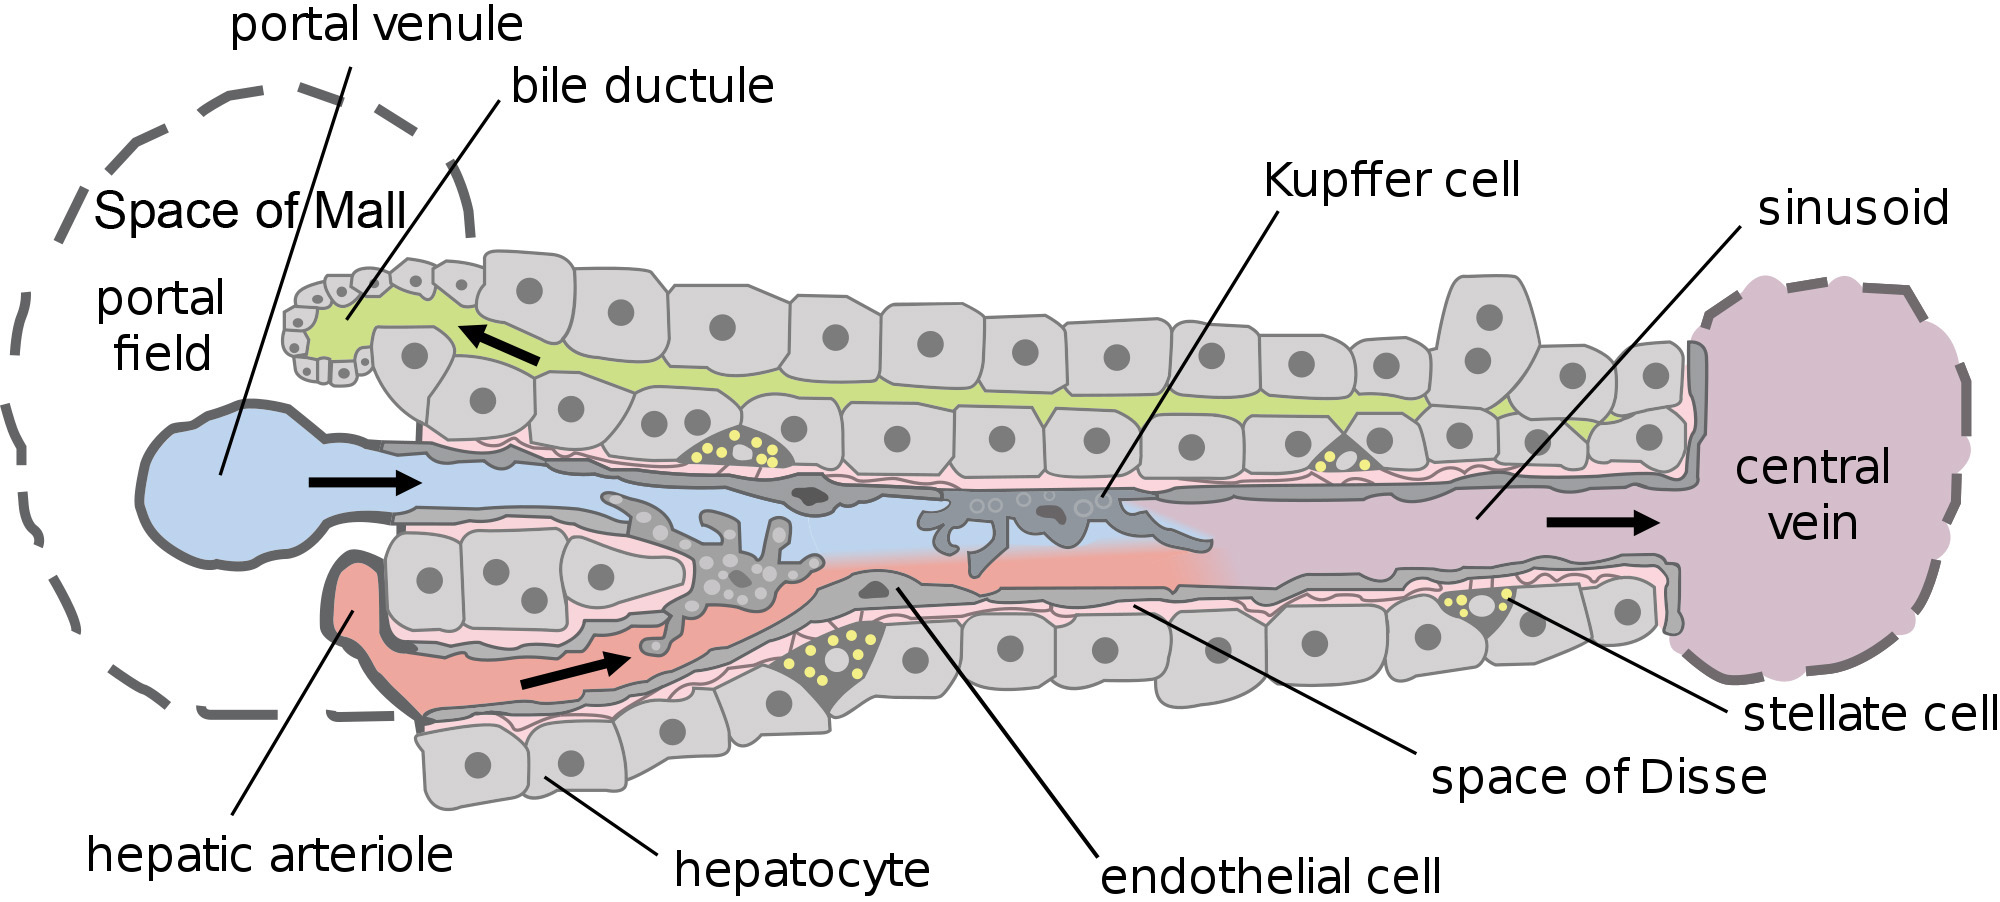 portal venule
bile ductule
Kupffer cell
sinusoid
Space of Mall
portal
field
central
vein
stellate cell
space of Disse
hepatic arteriole
hepatocyte
endothelial cell